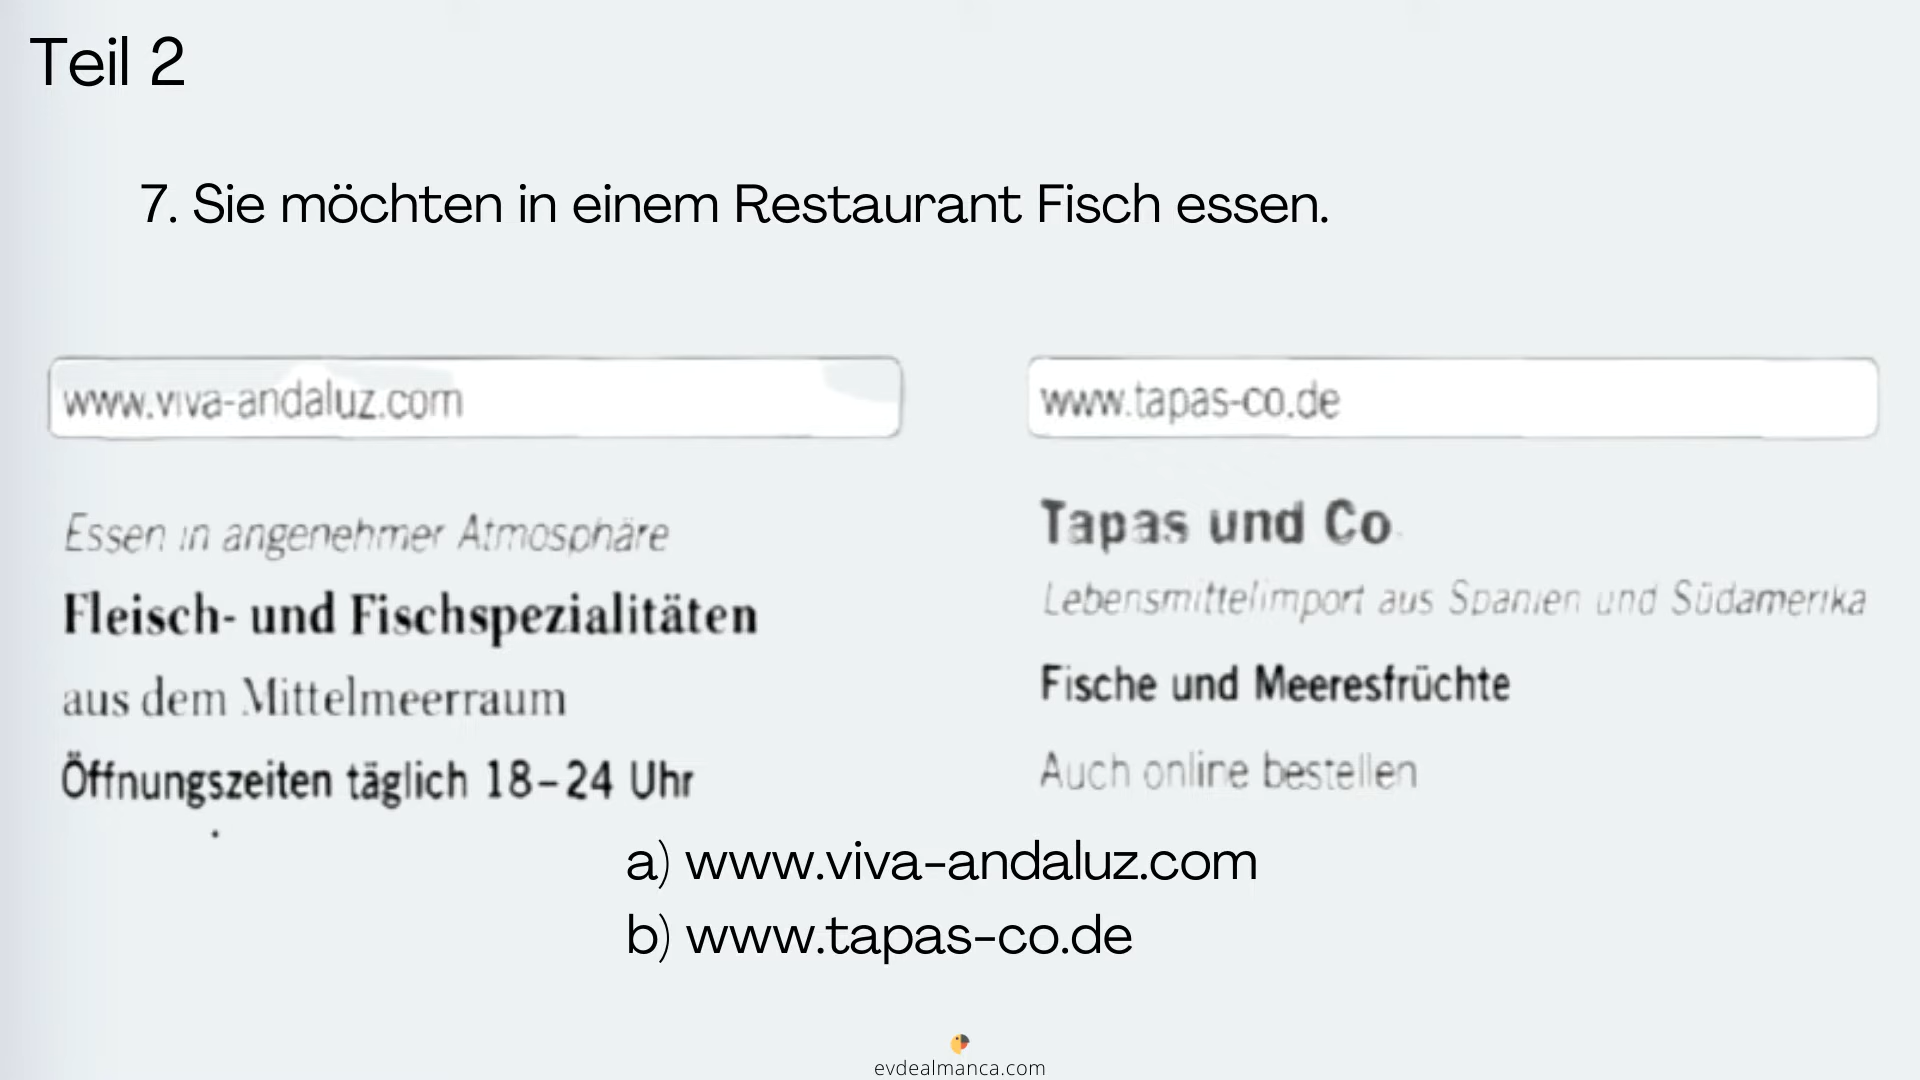 Teil 2
7. Sie möchten in einem Restaurant Fisch essen.
www.viva-andaluz.com
Essen in angenehmer Atmosphäre
Fleisch- und Fischspezialitäten
aus dem Mittelmeerraum
Öffnungszeiten täglich 18–24 Uhr
www.tapas-co.de
Tapas und Co.
Lebensmittelimport aus Spanien und Südamerika
Fische und Meeresfrüchte
Auch online bestellen
a) www.viva-andaluz.com
b) www.tapas-co.de
evdealmanca.com